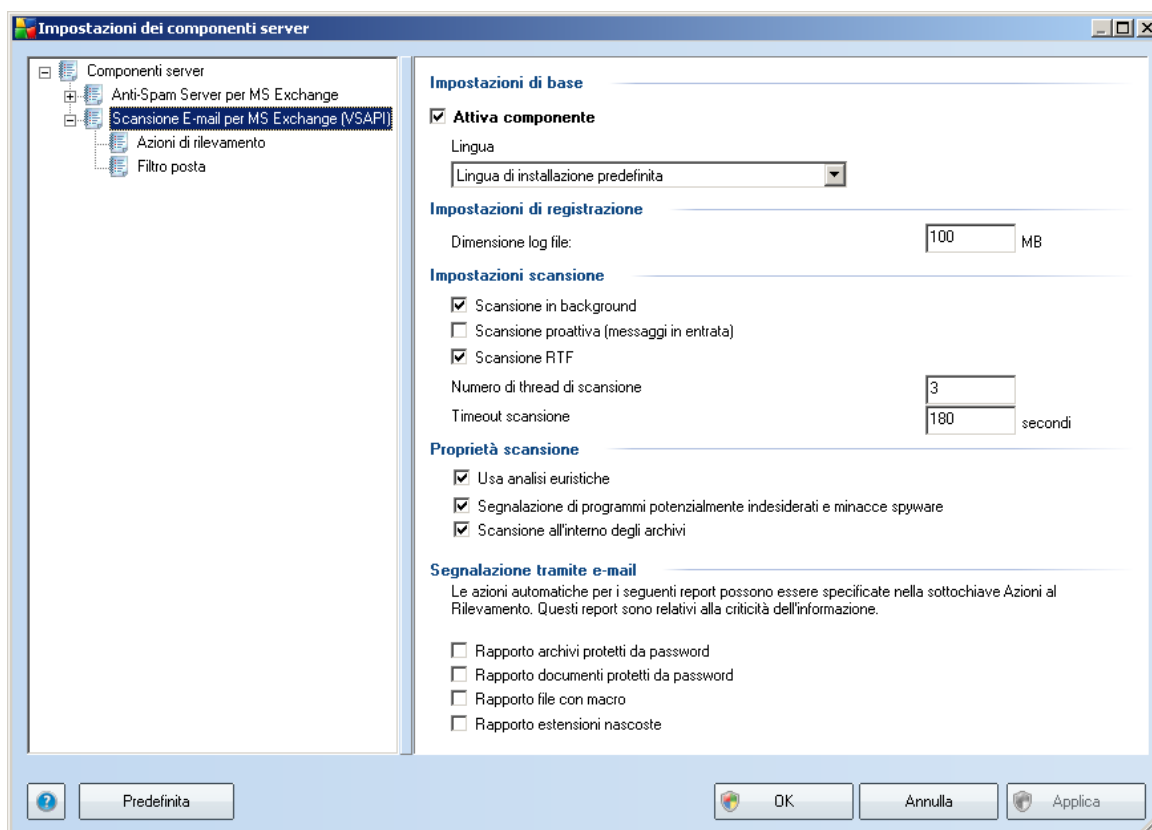 Impostazioni dei componenti server
Componenti server
Anti-Spam Server per MS Exchange
Scansione E-mail per MS Exchange (VSAPI)
Azioni di rilevamento
Filtro posta
Impostazioni di base
Attiva componente
Lingua
Lingua di installazione predefinita
Impostazioni di registrazione
Dimensione log file: 100 MB
Impostazioni scansione
Scansione in background
Scansione proattiva (messaggi in entrata)
Scansione RTF
Numero di thread di scansione 3
Timeout scansione 180 secondi
Proprietà scansione
Usa analisi euristiche
Segnalazione di programmi potenzialmente indesiderati e minacce spyware
Scansione all'interno degli archivi
Segnalazione tramite e-mail
Le azioni automatiche per i seguenti report possono essere specificate nella sottochiave Azioni al
Rilevamento. Questi report sono relativi alla criticità dell'informazione.
Rapporto archivi protetti da password
Rapporto documenti protetti da password
Rapporto file con macro
Rapporto estensioni nascoste
Predefinita OK Annulla Applica